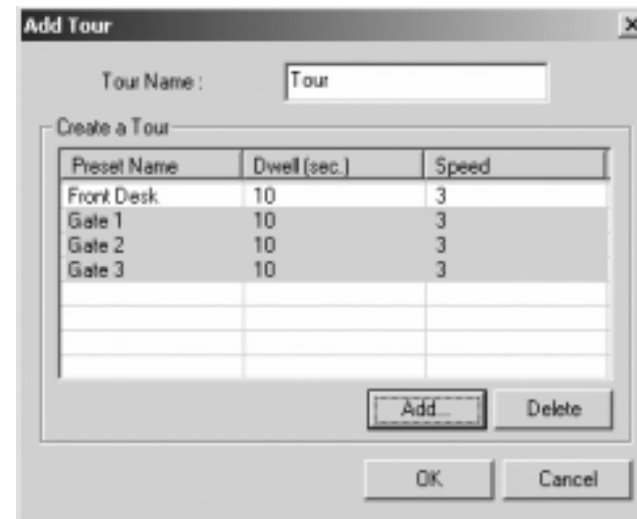 Add Tour
Tour Name : Tour
Create a Tour
Preset Name Dwell (sec.) Speed
Front Desk 10 3
Gate 1 10 3
Gate 2 10 3
Gate 3 10 3
Add... Delete
OK Cancel